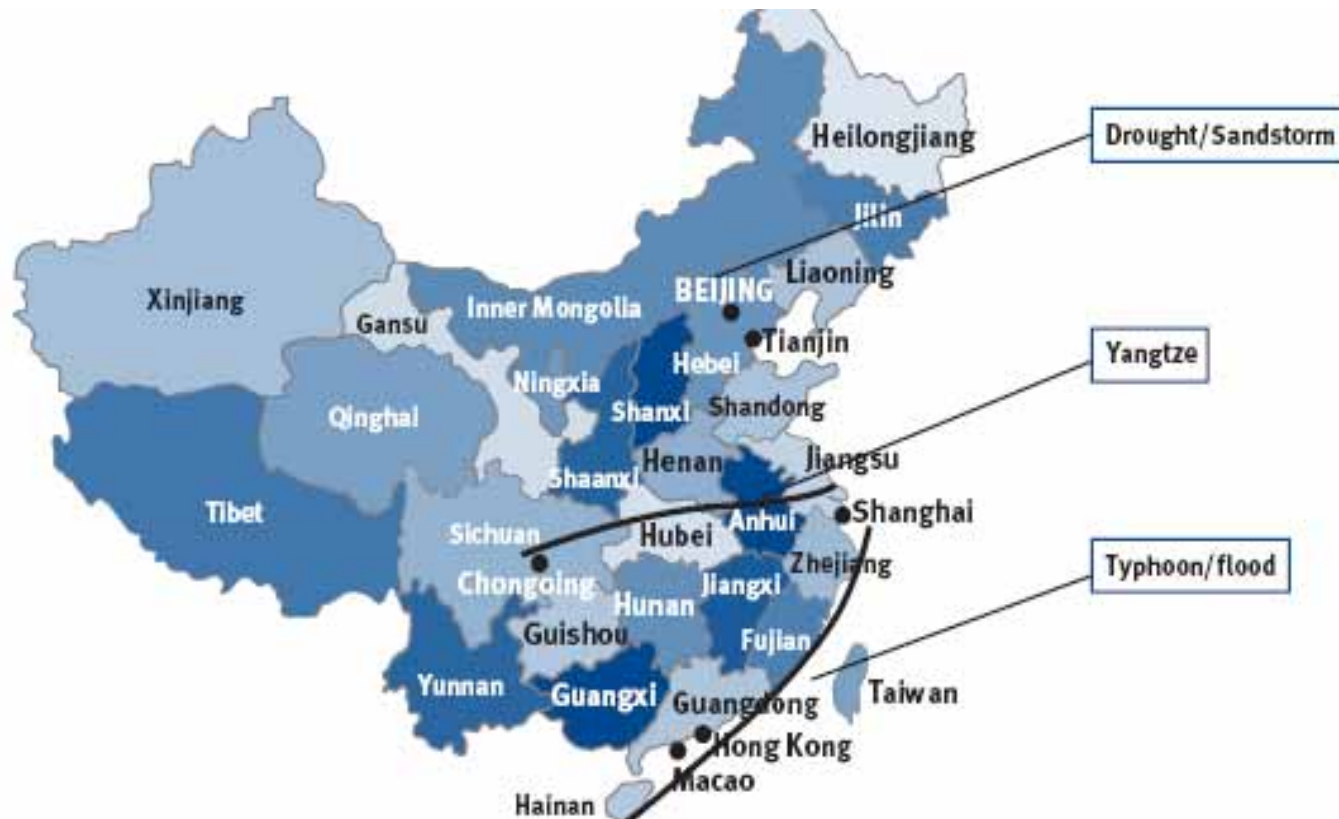 Heilongjiang
Drought/Sandstorm
Jilin
Liaoning
Xinjiang
Inner Mongolia
BEIJING
Gansu
Tianjin
Hebei
Yangtze
Ningxia
Shanxi
Shandong
Qinghai
Henan
Jiangsu
Shaanxi
Tibet
Sichuan
Hubei
Anhui
Shanghai
Zhejiang
Typhoon/flood
Chongoing
Jiangxi
Hunan
Guishou
Fujian
Yunnan
Guangxi
Guangdong
Taiwan
Hong Kong
Macao
Hainan